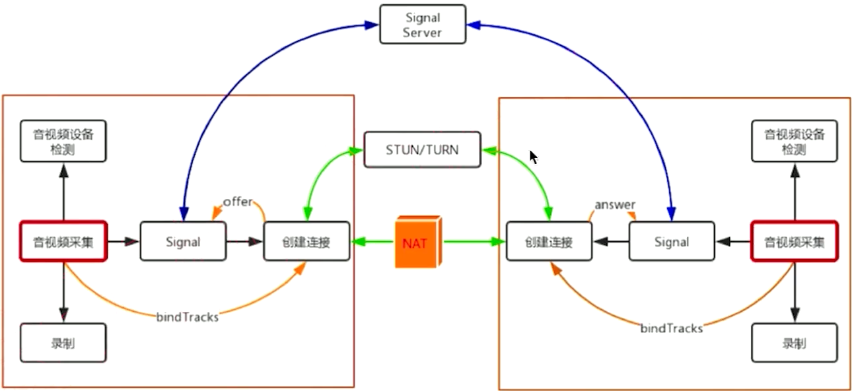 Signal
Server
音视频设备
检测
STUN/TURN
音视频设备
检测
offer
answer
音视频采集
Signal
创建连接
NAT
创建连接
Signal
音视频采集
bindTracks
bindTracks
录制
录制